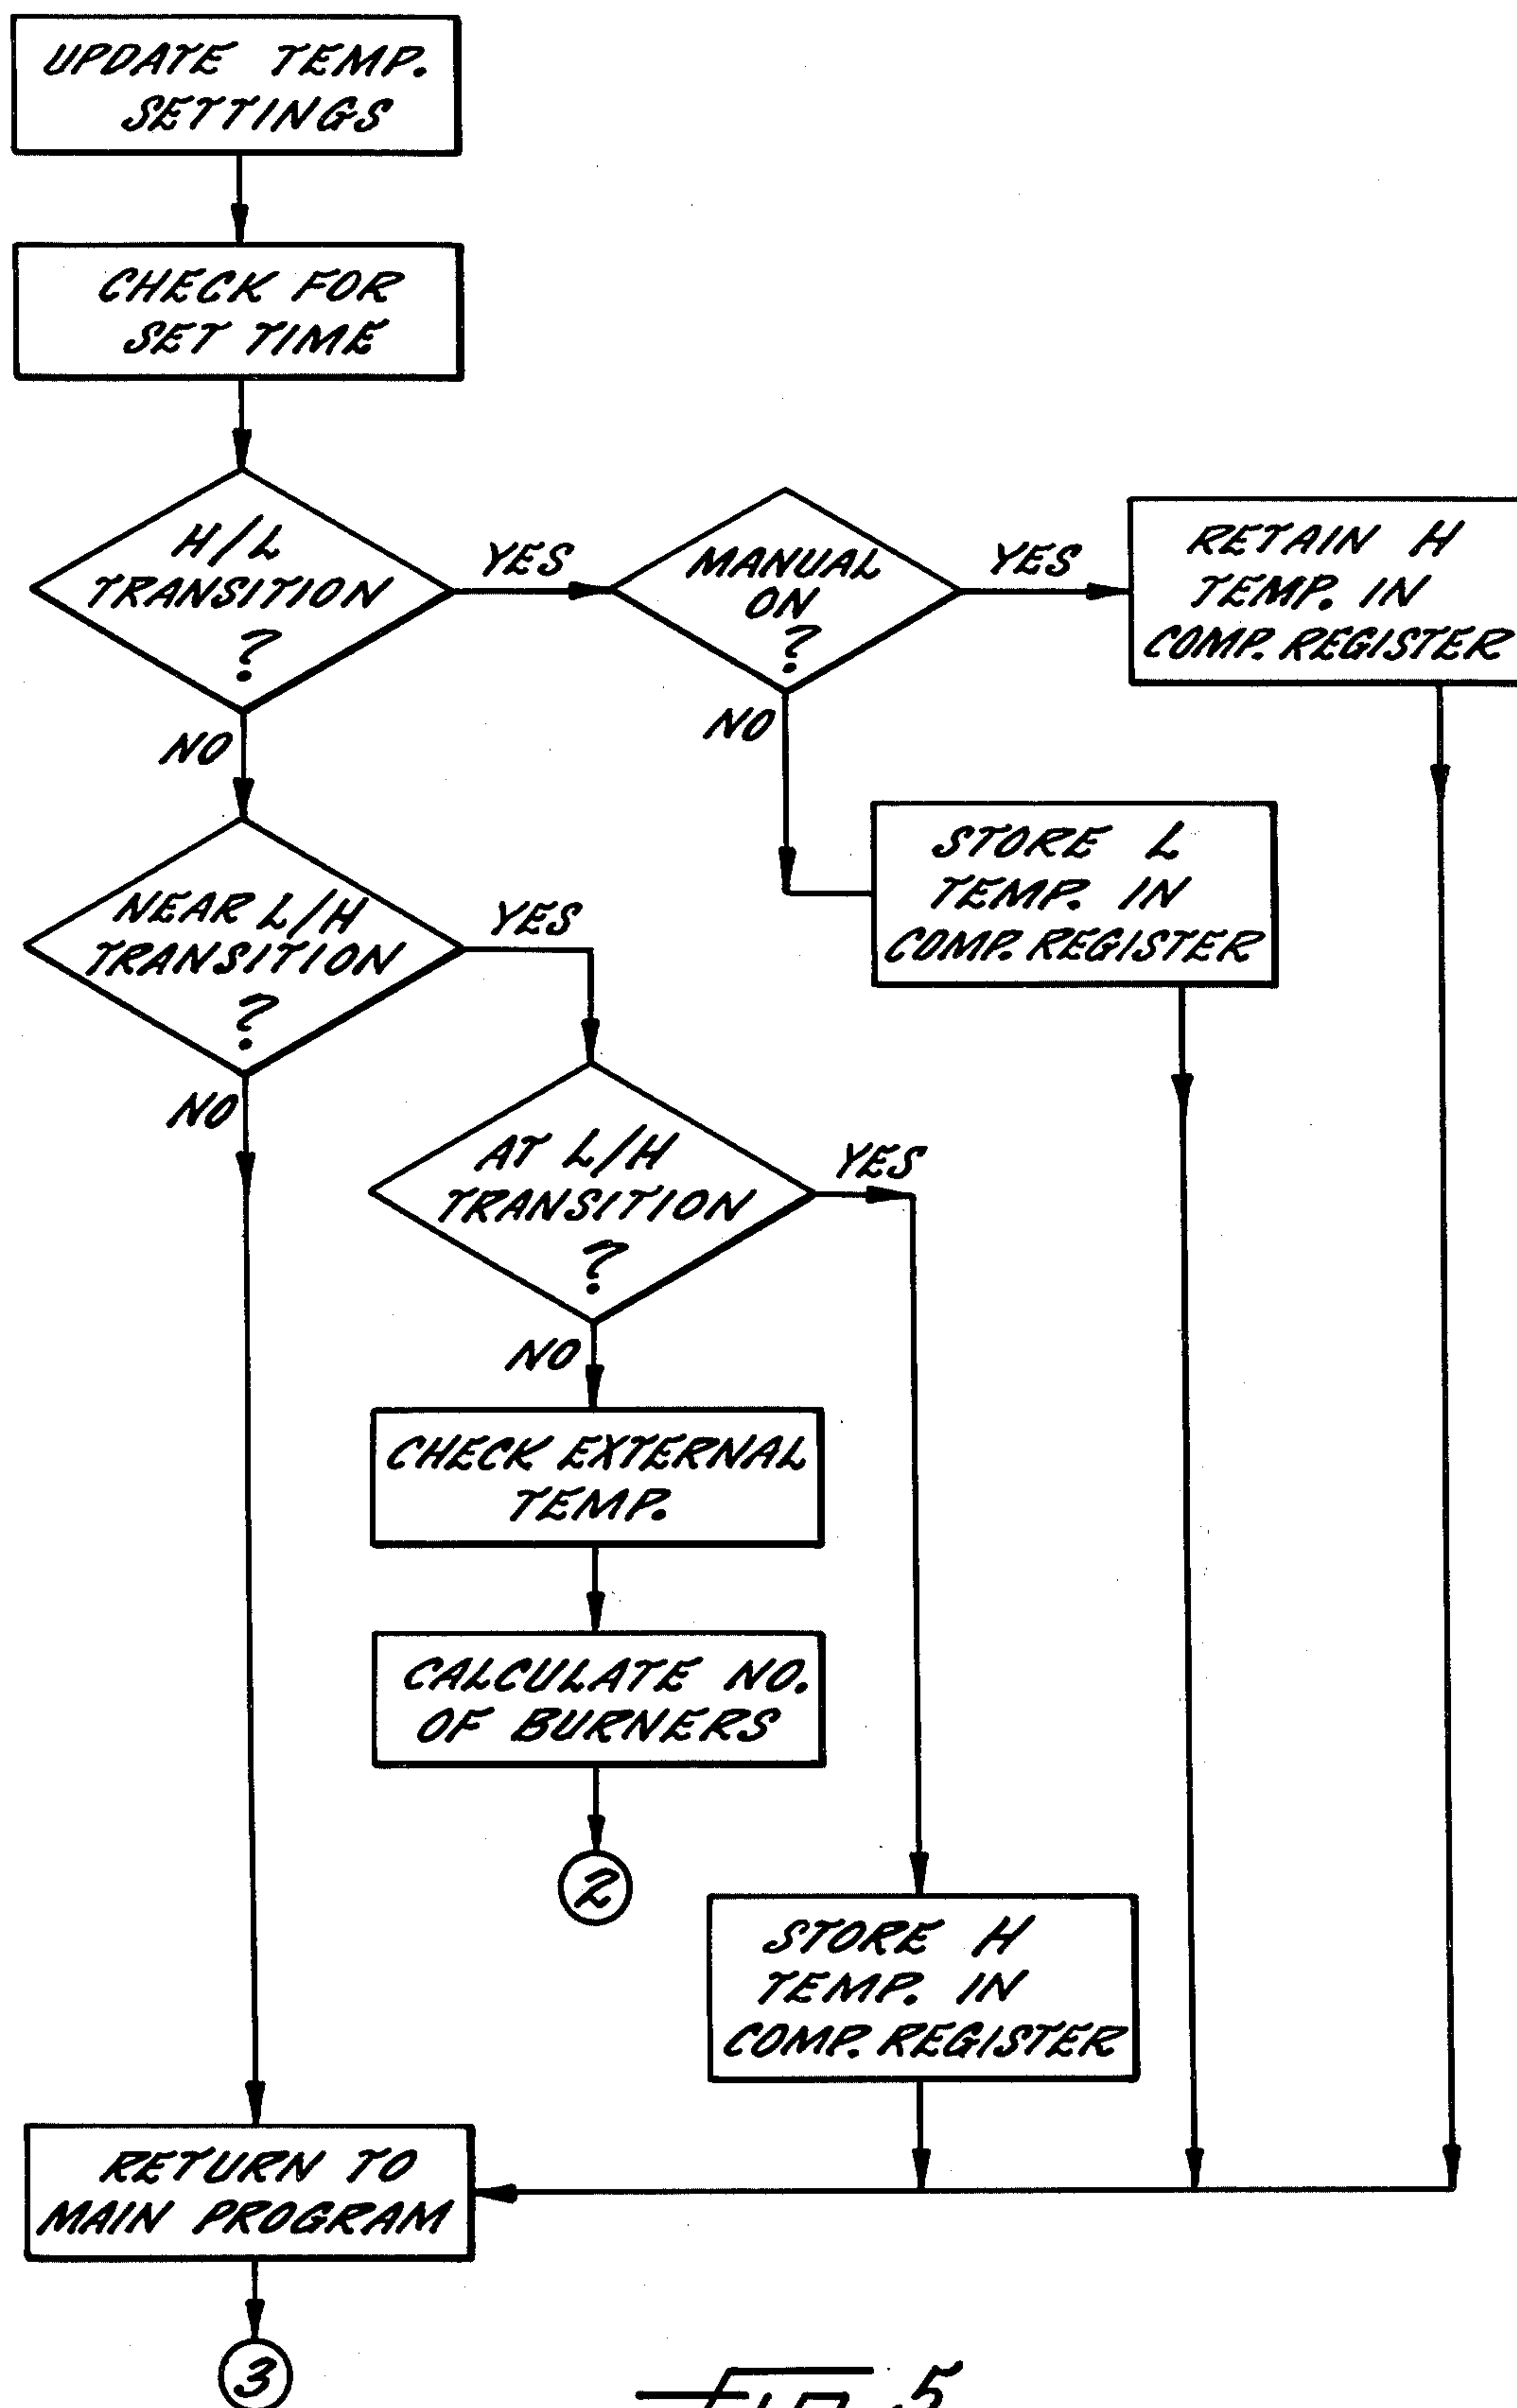 UPDATE TEMP.
SETTINGS
CHECK FOR
SET TIME
H/L
TRANSITION
?
YES
MANUAL
ON
?
YES
RETAIN H
TEMP. IN
COMP. REGISTER
NO
NO
STORE L
TEMP. IN
COMP. REGISTER
NEAR L/H
TRANSITION
?
YES
NO
AT L/H
TRANSITION
?
YES
NO
CHECK EXTERNAL
TEMP.
CALCULATE NO.
OF BURNERS
2
STORE H
TEMP. IN
COMP. REGISTER
RETURN TO
MAIN PROGRAM
3
FIG. 5